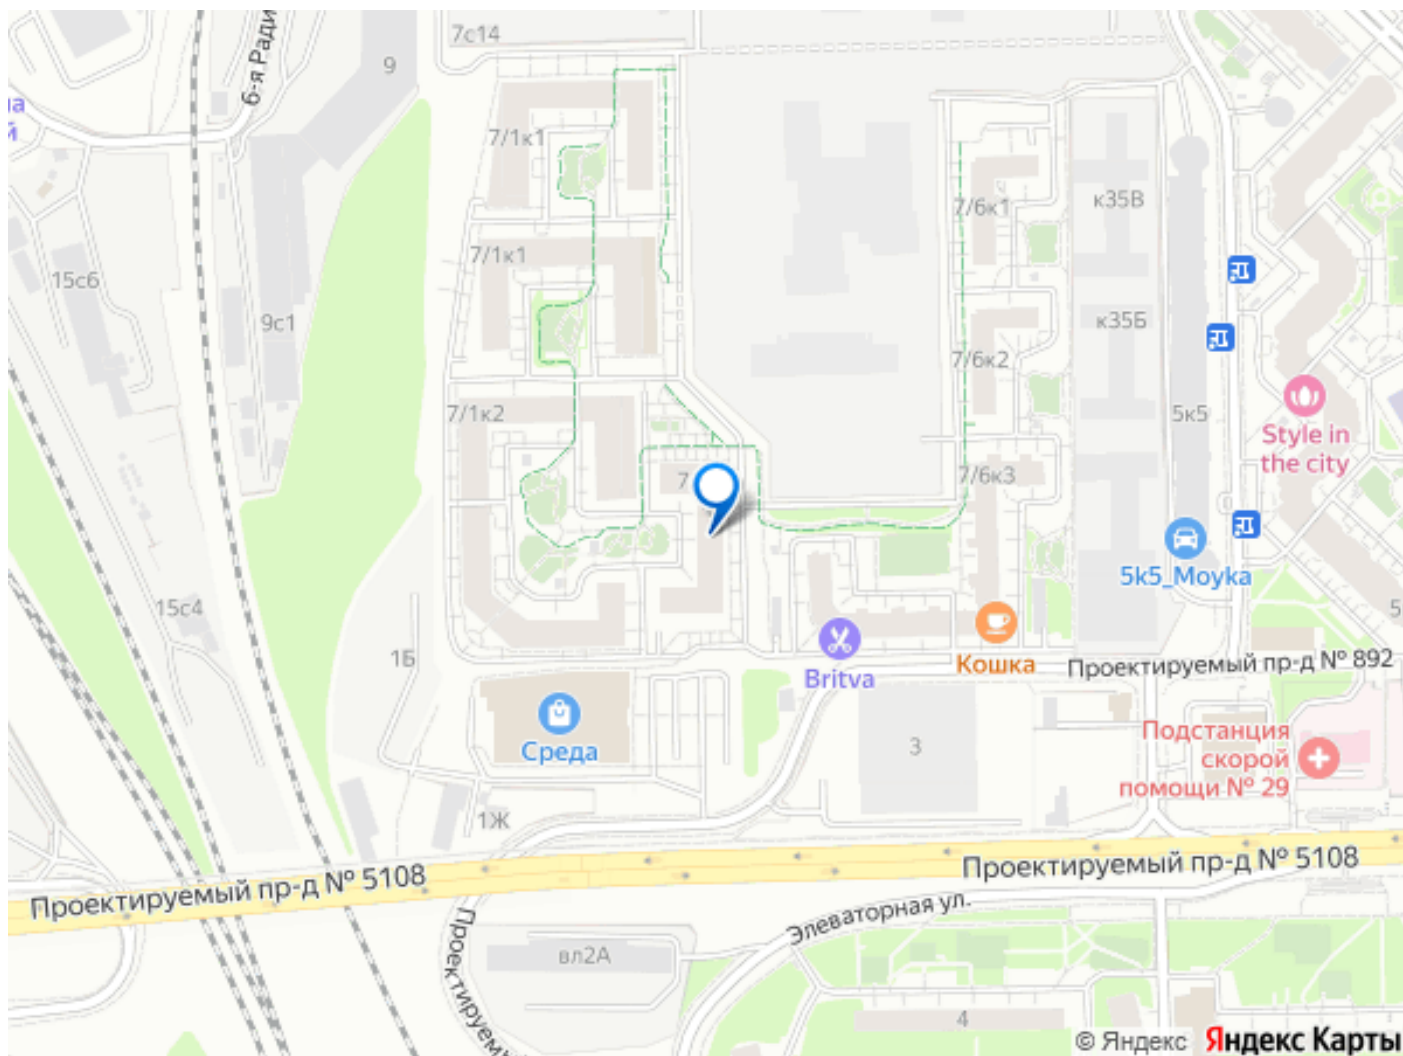 7с14
6-я Ради
9
а
й
7/1к1
к35В
7/6к1
7/1к1
15с6
9с1
к35Б
7/6к2
7/1к2
5к5
Style in
the city
7/6к3
7
5k5_Moyka
15с4
5
1Б
Britva
Кошка
Проектируемый пр-д № 892
Среда
3
Подстанция
скорой
помощи № 29
1Ж
Проектируемый пр-д № 5108
Проектируемый пр-д № 5108
Элеваторная ул.
Проектируемы
вл2А
4
© Яндекс Яндекс Карты